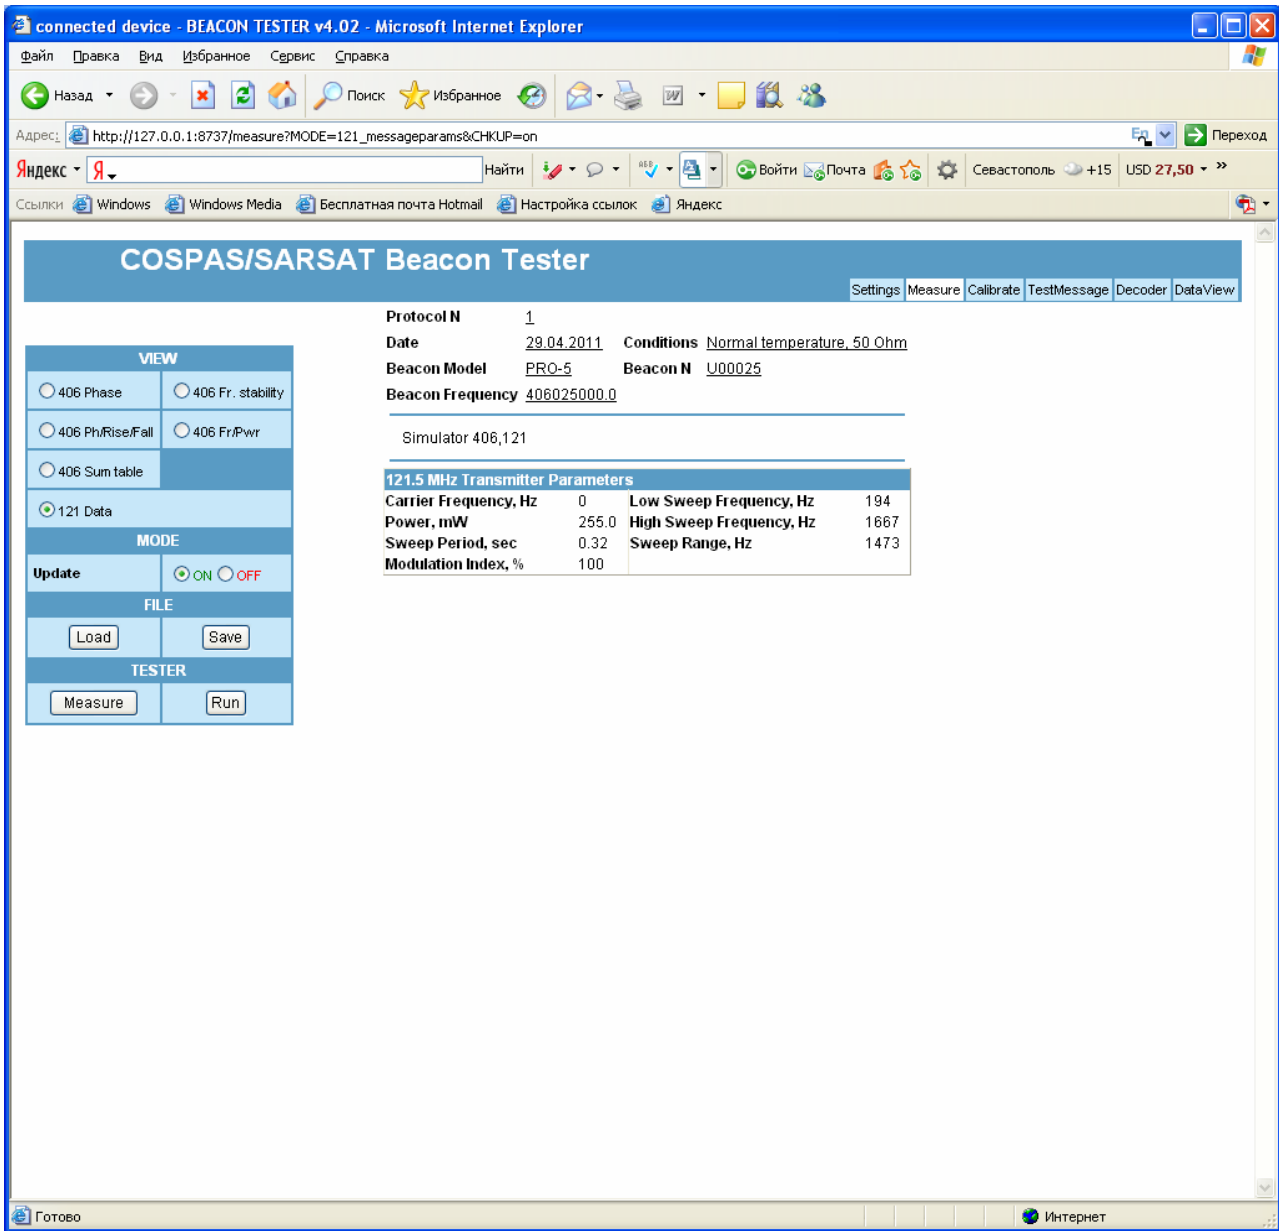 connected device - BEACON TESTER v4.02 - Microsoft Internet Explorer
Файл Правка Вид Избранное Сервис Справка
Назад Поиск Избранное
Адрес: http://127.0.0.1:8737/measure?MODE=121_messageparams&CHKUP=on Переход
Яндекс Я Найти Войти Почта Севастополь +15 USD 27,50 »
Ссылки Windows Windows Media Бесплатная почта Hotmail Настройка ссылок Яндекс
COSPAS/SARSAT Beacon Tester
Settings Measure Calibrate TestMessage Decoder DataView
Protocol N 1
Date 29.04.2011 Conditions Normal temperature, 50 Ohm
Beacon Model PRO-5 Beacon N U00025
Beacon Frequency 406025000.0
Simulator 406,121
121.5 MHz Transmitter Parameters
Carrier Frequency, Hz 0 Low Sweep Frequency, Hz 194
Power, mW 255.0 High Sweep Frequency, Hz 1667
Sweep Period, sec 0.32 Sweep Range, Hz 1473
Modulation Index, % 100
VIEW
406 Phase 406 Fr. stability
406 Ph/Rise/Fall 406 Fr/Pwr
406 Sum table
121 Data
MODE
Update ON OFF
FILE
Load Save
TESTER
Measure Run
Готово Интернет